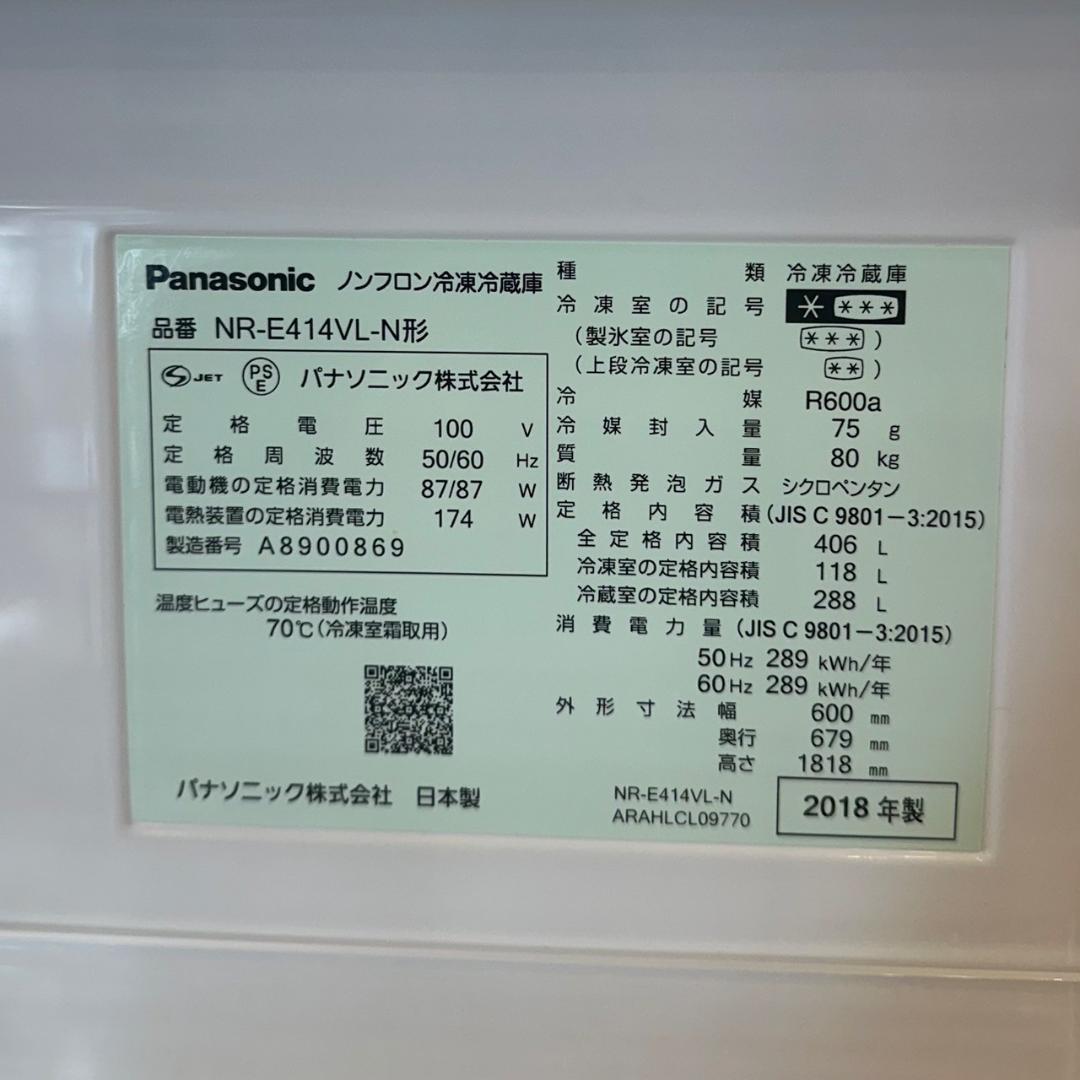 Panasonic ノンフロン冷凍冷蔵庫
品番 NR-E414VL-N形
S JET PSE パナソニック株式会社
定格電圧 100 V
定格周波数 50/60 Hz
電動機の定格消費電力 87/87 W
電熱装置の定格消費電力 174 W
製造番号 A8900869
温度ヒューズの定格動作温度
70℃(冷凍室霜取用)
パナソニック株式会社 日本製
種類 冷凍冷蔵庫
冷凍室の記号 * ***
(製氷室の記号 ***)
(上段冷凍室の記号 **)
冷媒 R600a
冷媒封入量 75 g
質量 80 kg
断熱発泡ガス シクロペンタン
定格内容積(JIS C 9801-3:2015)
全定格内容積 406 L
冷凍室の定格内容積 118 L
冷蔵室の定格内容積 288 L
消費電力量(JIS C 9801-3:2015)
50Hz 289 kWh/年
60Hz 289 kWh/年
外形寸法 幅 600 mm
奥行 679 mm
高さ 1818 mm
NR-E414VL-N
ARAHLCL09770
2018 年製